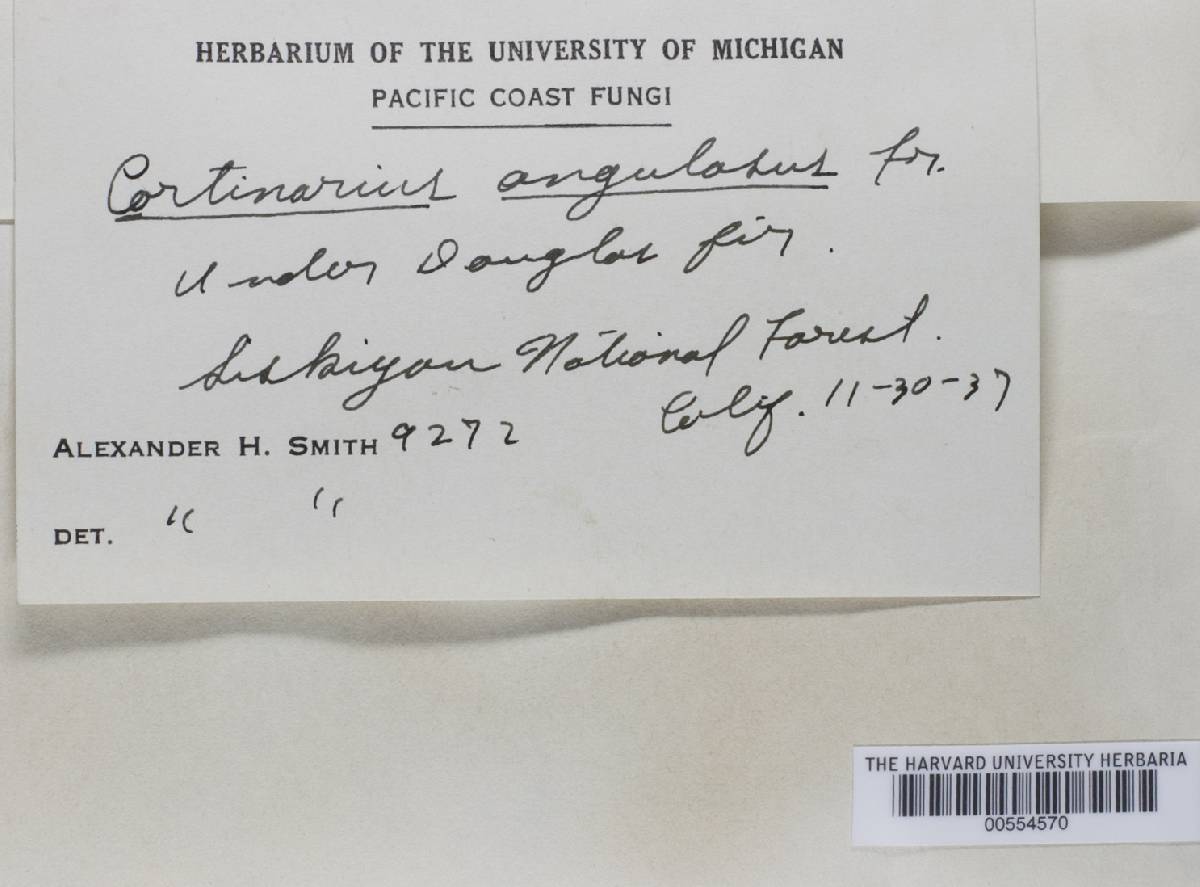 HERBARIUM OF THE UNIVERSITY OF MICHIGAN
PACIFIC COAST FUNGI
Cortinarius angulosus Fr.
Under Douglas fir.
Siskiyou National Forest.
Calif. 11-30-37
ALEXANDER H. SMITH 9272
DET. " "
THE HARVARD UNIVERSITY HERBARIA
00554570